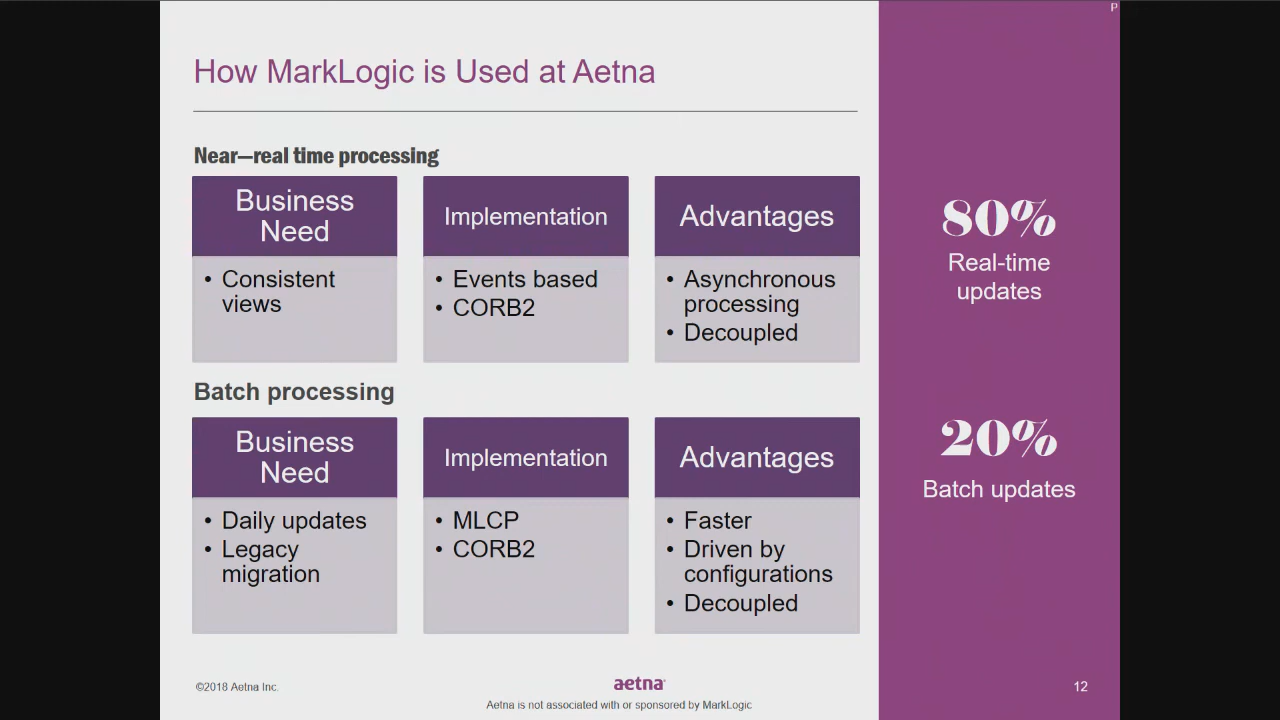 P
How MarkLogic is Used at Aetna
Near—real time processing
Business
Need
• Consistent
views
Implementation
• Events based
• CORB2
Advantages
• Asynchronous
processing
• Decoupled
Batch processing
Business
Need
• Daily updates
• Legacy
migration
Implementation
• MLCP
• CORB2
Advantages
• Faster
• Driven by
configurations
• Decoupled
80%
Real-time
updates
20%
Batch updates
©2018 Aetna Inc.
aetna
Aetna is not associated with or sponsored by MarkLogic
12